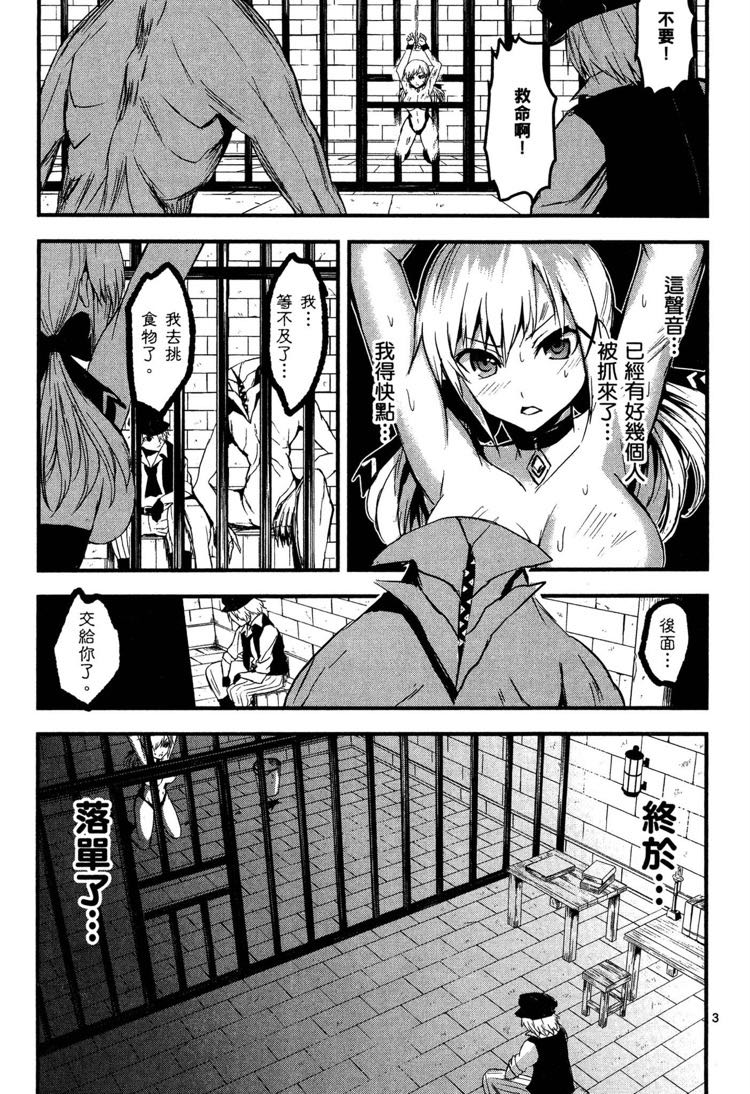 不要！
救命啊！
這聲音…
已經有好幾個人
被抓來了…
我得快點…
我…
等不及了…
我去挑
食物了。
後面…
交給你了。
終於…
落單了…
3